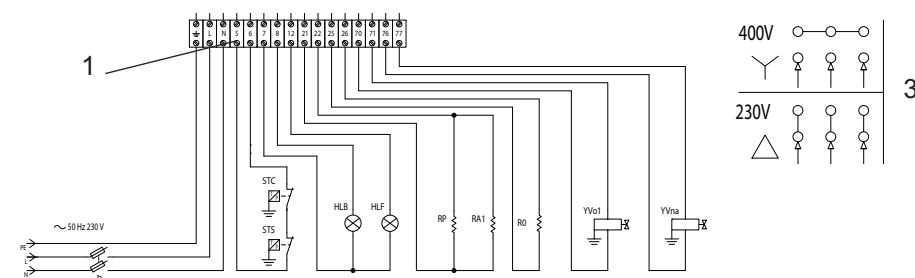 ⏚ L N S 6 7 8 12 21 22 25 26 70 71 76 77
1
400V
3
230V
STC
STS
HLB HLF
RP RA1 R0
YVo1 YVna
~ 50 Hz 230 V
PE
L
N